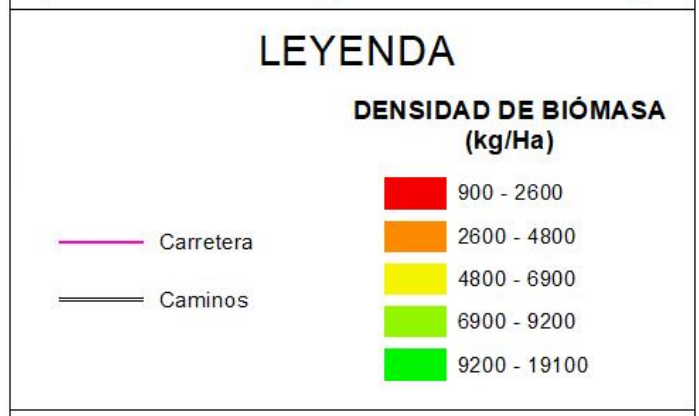 LEYENDA
DENSIDAD DE BIÓMASA
(kg/Ha)
900 - 2600
2600 - 4800
4800 - 6900
6900 - 9200
9200 - 19100
Carretera
Caminos